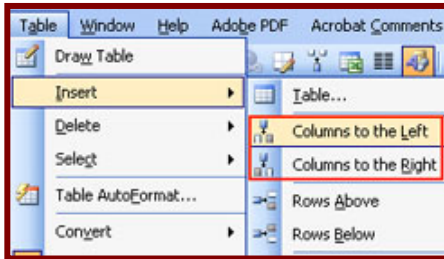 Table Window Help Adobe PDF Acrobat Comments
Draw Table
Insert
Table...
Delete
Columns to the Left
Select
Columns to the Right
Table AutoFormat...
Rows Above
Convert
Rows Below